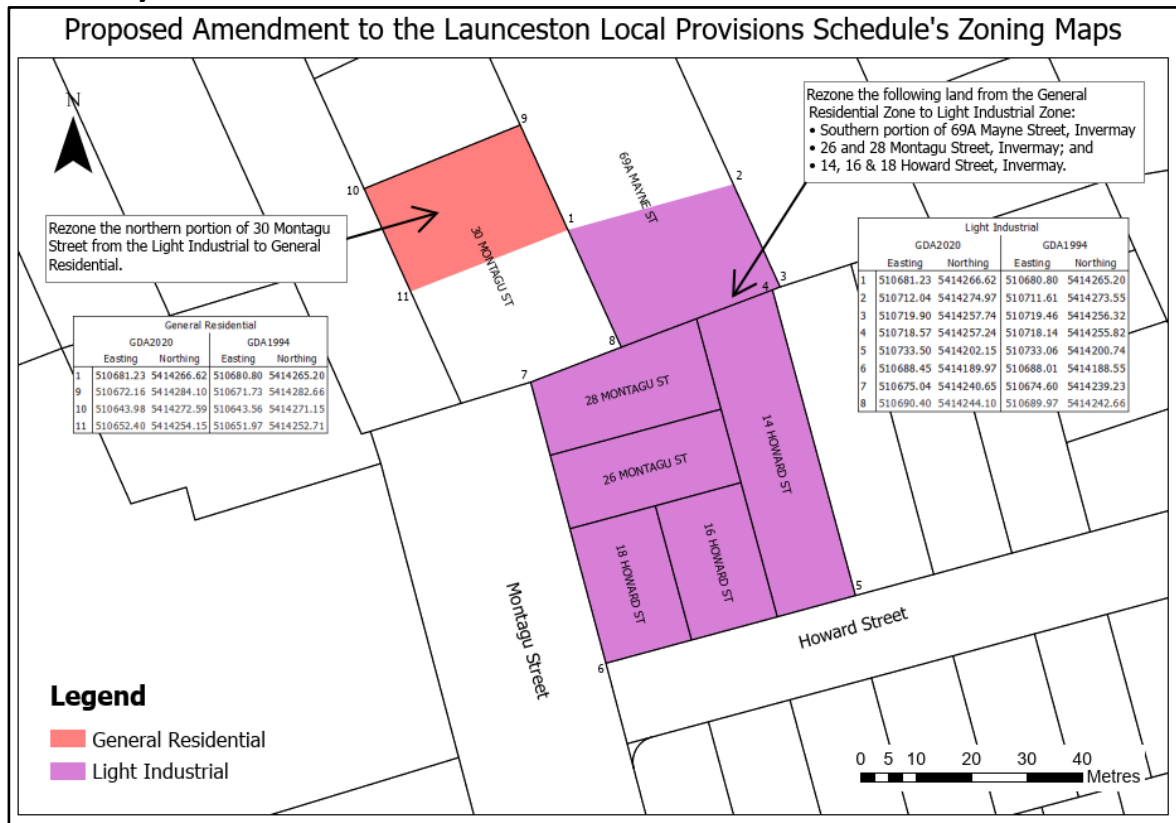 Proposed Amendment to the Launceston Local Provisions Schedule's Zoning Maps
N
Rezone the following land from the General
Residential Zone to Light Industrial Zone:
• Southern portion of 69A Mayne Street, Invermay
• 26 and 28 Montagu Street, Invermay; and
• 14, 16 & 18 Howard Street, Invermay.
Rezone the northern portion of 30 Montagu
Street from the Light Industrial to General
Residential.
9
10
2
1
11
3
4
8
7
5
6
69A MAYNE ST
30 MONTAGU ST
28 MONTAGU ST
26 MONTAGU ST
14 HOWARD ST
16 HOWARD ST
18 HOWARD ST
Light Industrial
GDA2020 GDA1994
Easting Northing Easting Northing
1 510681.23 5414266.62 510680.80 5414265.20
2 510712.04 5414274.97 510711.61 5414273.55
3 510719.90 5414257.74 510719.46 5414256.32
4 510718.57 5414257.24 510718.14 5414255.82
5 510733.50 5414202.15 510733.06 5414200.74
6 510688.45 5414189.97 510688.01 5414188.55
7 510675.04 5414240.65 510674.60 5414239.23
8 510690.40 5414244.10 510689.97 5414242.66
General Residential
GDA2020 GDA1994
Easting Northing Easting Northing
1 510681.23 5414266.62 510680.80 5414265.20
9 510672.16 5414284.10 510671.73 5414282.66
10 510643.98 5414272.59 510643.56 5414271.15
11 510652.40 5414254.15 510651.97 5414252.71
Montagu Street
Howard Street
Legend
General Residential
Light Industrial
0 5 10 20 30 40
Metres